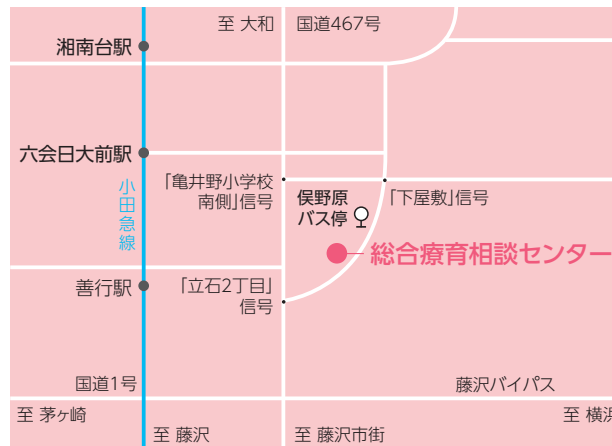 至 大和
国道467号
湘南台駅
六会日大前駅
小田急線
「亀井野小学校
南側」信号
俣野原
バス停
「下屋敷」信号
総合療育相談センター
善行駅
「立石2丁目」
信号
国道1号
藤沢バイパス
至 茅ヶ崎
至 藤沢
至 藤沢市街
至 横浜